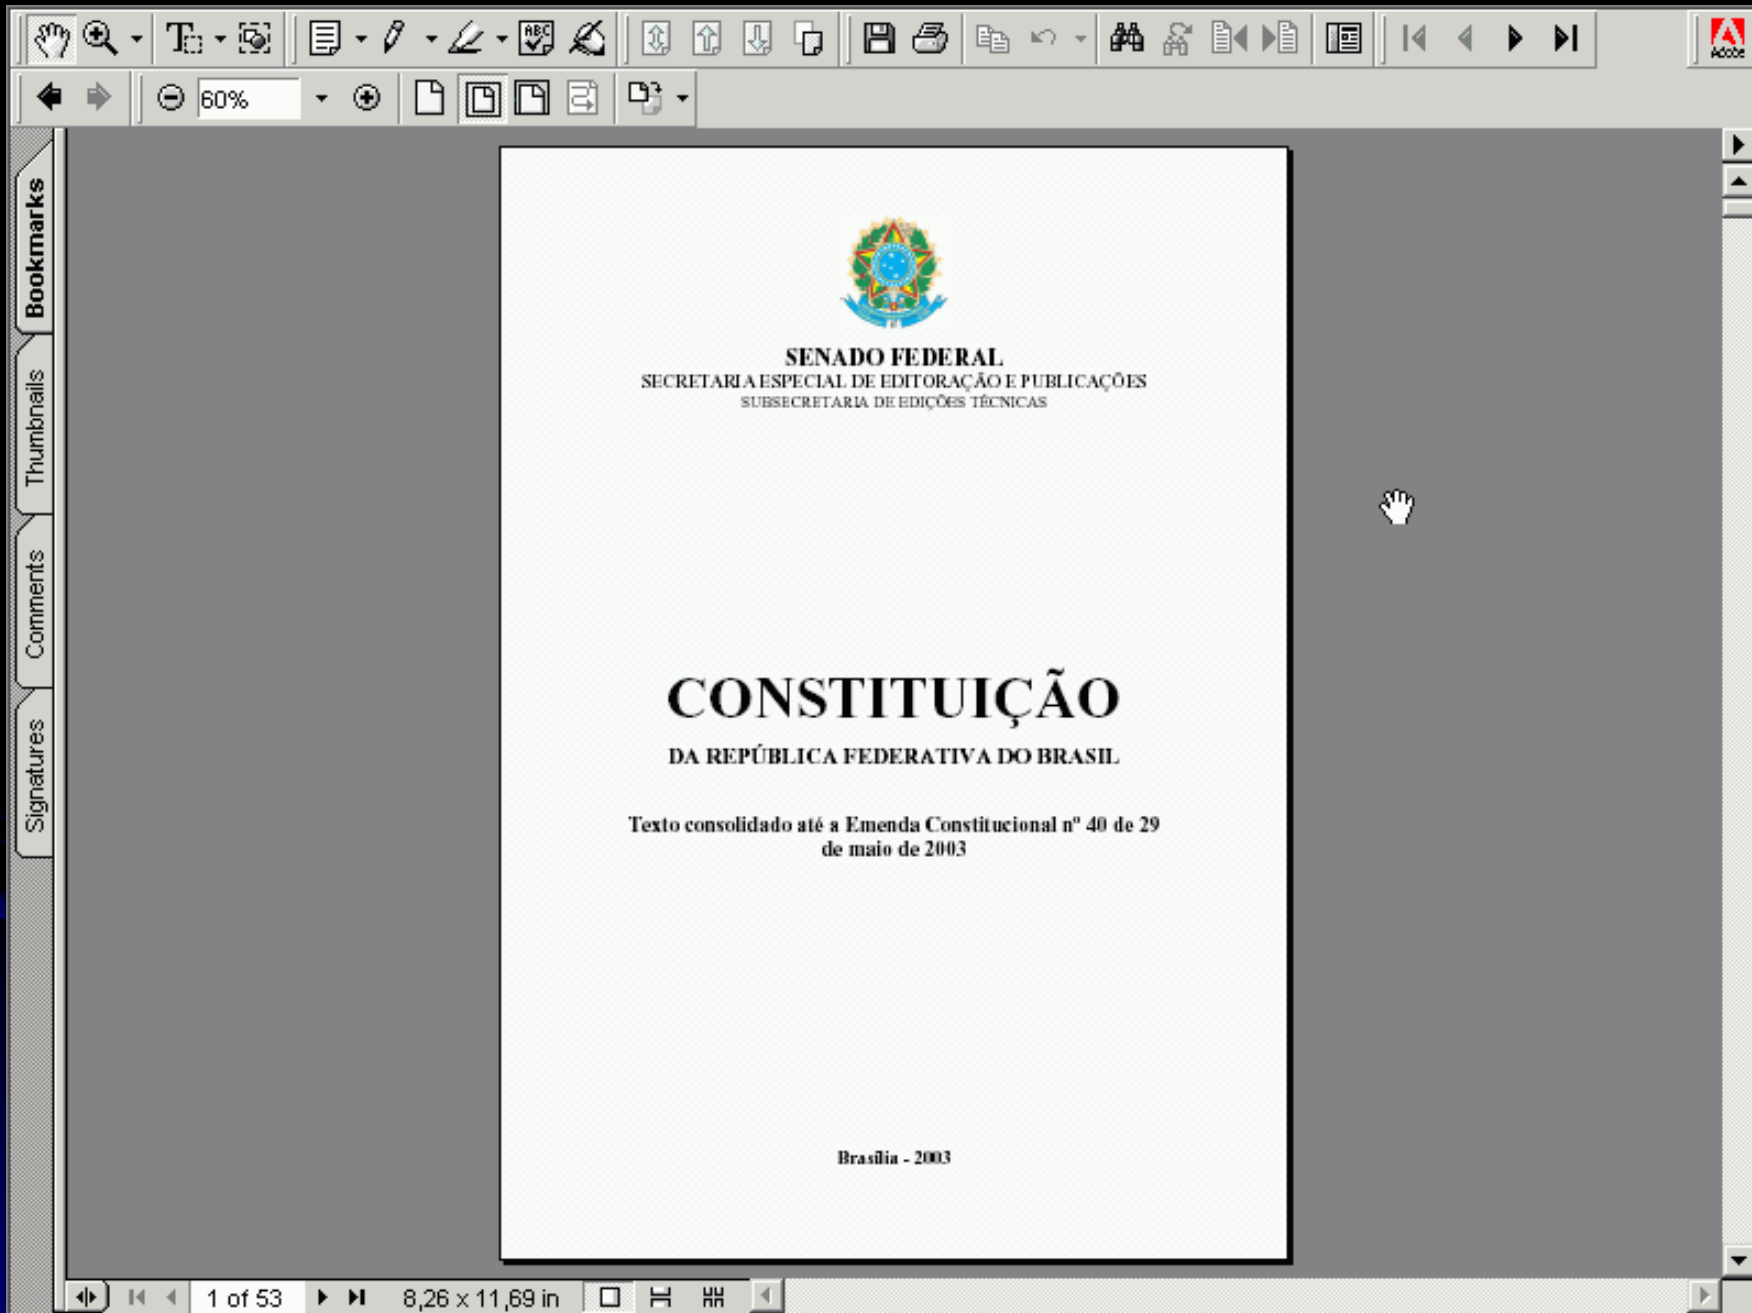 ABC
Adobe
60%
Bookmarks
Thumbnails
Comments
Signatures
SENADO FEDERAL
SECRETARIA ESPECIAL DE EDITORAÇÃO E PUBLICAÇÕES
SUBSECRETARIA DE EDIÇÕES TÉCNICAS
CONSTITUIÇÃO
DA REPÚBLICA FEDERATIVA DO BRASIL
Texto consolidado até a Emenda Constitucional nº 40 de 29
de maio de 2003
Brasília - 2003
1 of 53
8,26 x 11,69 in